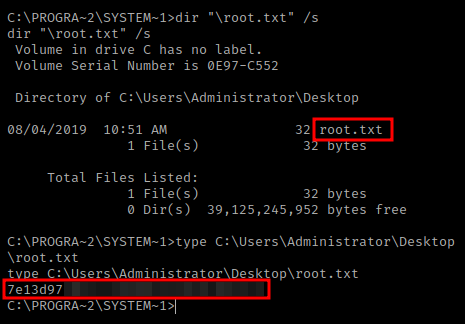 C:\PROGRA~2\SYSTEM~1>dir "\root.txt" /s
dir "\root.txt" /s
Volume in drive C has no label.
Volume Serial Number is 0E97-C552
Directory of C:\Users\Administrator\Desktop
08/04/2019  10:51 AM                32 root.txt
1 File(s)             32 bytes
Total Files Listed:
1 File(s)             32 bytes
0 Dir(s)  39,125,245,952 bytes free
C:\PROGRA~2\SYSTEM~1>type C:\Users\Administrator\Desktop
\root.txt
type C:\Users\Administrator\Desktop\root.txt
7e13d97
C:\PROGRA~2\SYSTEM~1>